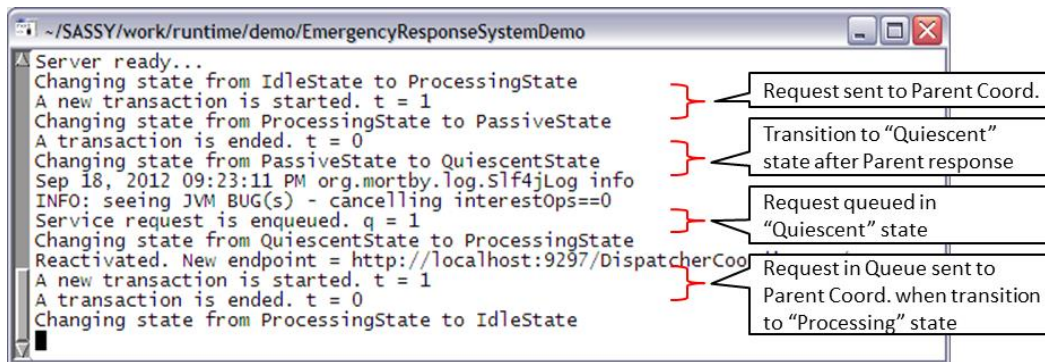 ~/SASSY/work/runtime/demo/EmergencyResponseSystemDemo
Server ready...
Changing state from IdleState to ProcessingState
A new transaction is started. t = 1
Changing state from ProcessingState to PassiveState
A transaction is ended. t = 0
Changing state from PassiveState to QuiescentState
Sep 18, 2012 09:23:11 PM org.mortby.log.Slf4jLog info
INFO: seeing JVM BUG(s) - cancelling interestOps==0
Service request is enqueued. q = 1
Changing state from QuiescentState to ProcessingState
Reactivated. New endpoint = http://localhost:9297/DispatcherCoo
A new transaction is started. t = 1
A transaction is ended. t = 0
Changing state from ProcessingState to IdleState
Request sent to Parent Coord.
Transition to “Quiescent”
state after Parent response
Request queued in
“Quiescent” state
Request in Queue sent to
Parent Coord. when transition
to “Processing” state